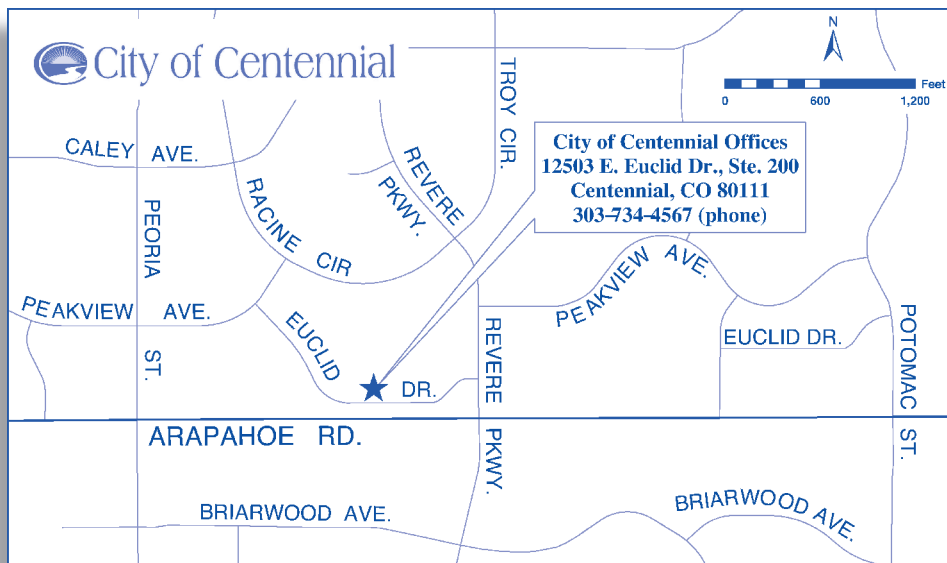 City of Centennial
N
Feet
0 600 1,200
TROY CIR.
City of Centennial Offices
12503 E. Euclid Dr., Ste. 200
Centennial, CO 80111
303-734-4567 (phone)
CALEY AVE.
REVERE PKWY.
RACINE CIR
PEORIA ST.
PEAKVIEW AVE.
PEAKVIEW AVE.
EUCLID DR.
REVERE PKWY.
EUCLID DR.
POTOMAC ST.
ARAPAHOE RD.
BRIARWOOD AVE.
BRIARWOOD AVE.